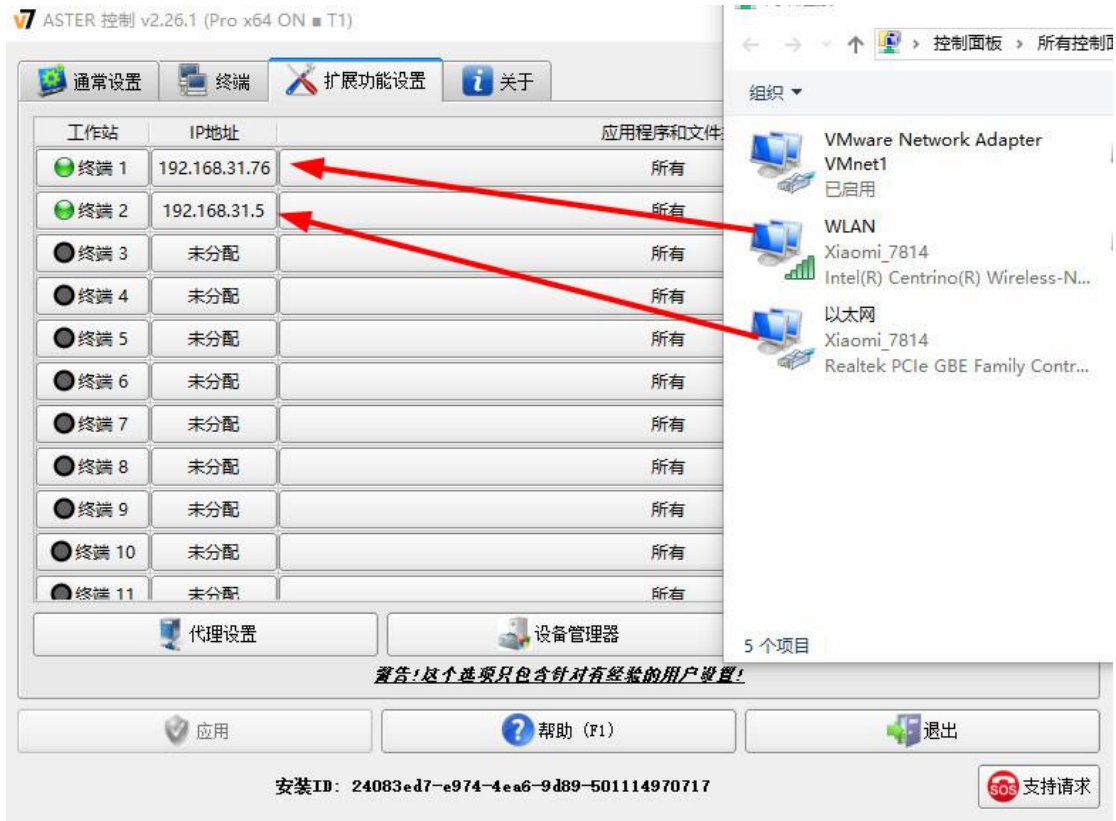 ASTER 控制 v2.26.1 (Pro x64 ON ■ T1)
通常设置 终端 扩展功能设置 关于
工作站 IP地址 应用程序和文件
终端 1 192.168.31.76 所有
终端 2 192.168.31.5 所有
终端 3 未分配 所有
终端 4 未分配 所有
终端 5 未分配 所有
终端 6 未分配 所有
终端 7 未分配 所有
终端 8 未分配 所有
终端 9 未分配 所有
终端 10 未分配 所有
终端 11 未分配 所有
代理设置 设备管理器
警告!这个选项只包含针对有经验的用户设置!
应用 帮助 (F1) 退出
安装ID: 24083ed7-e974-4ea6-9d89-501114970717
支持请求
控制面板 › 所有控制面
组织
VMware Network Adapter
VMnet1
已启用
WLAN
Xiaomi_7814
Intel(R) Centrino(R) Wireless-N...
以太网
Xiaomi_7814
Realtek PCIe GBE Family Contr...
5 个项目